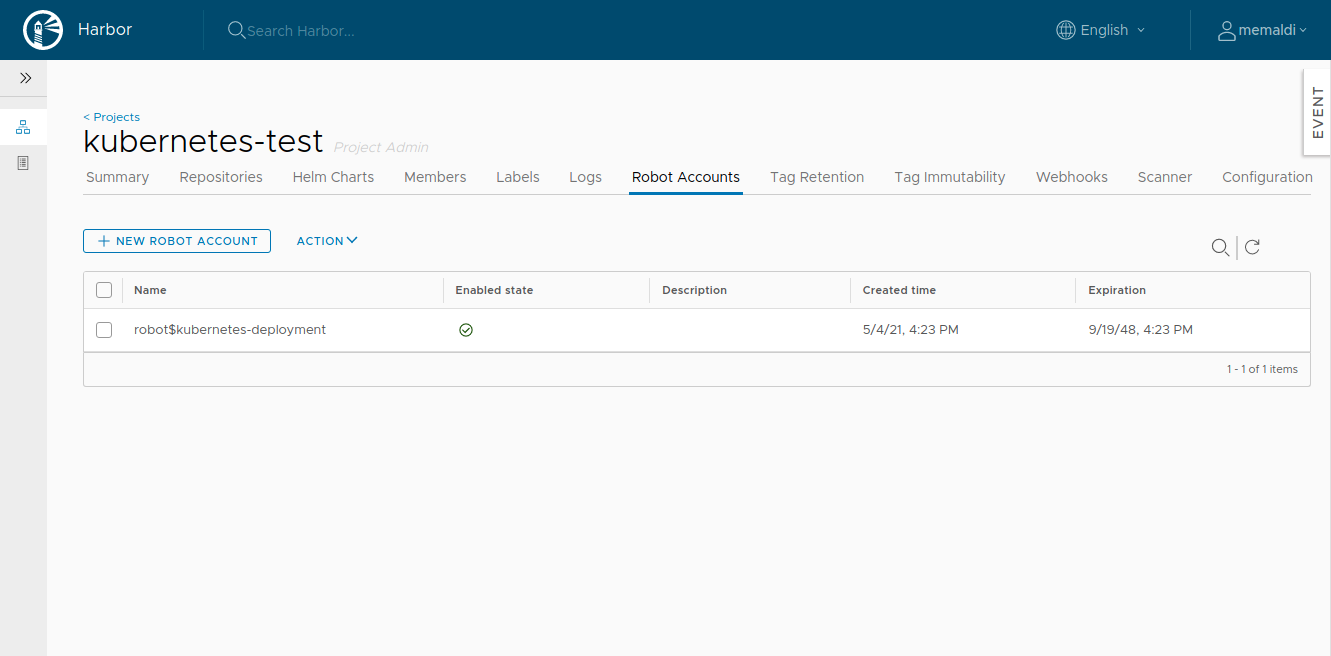 Harbor
Search Harbor...
English
memaldi
EVENT
< Projects
kubernetes-test Project Admin
Summary Repositories Helm Charts Members Labels Logs Robot Accounts Tag Retention Tag Immutability Webhooks Scanner Configuration
+ NEW ROBOT ACCOUNT ACTION
Name Enabled state Description Created time Expiration
robot$kubernetes-deployment 5/4/21, 4:23 PM 9/19/48, 4:23 PM
1 - 1 of 1 items